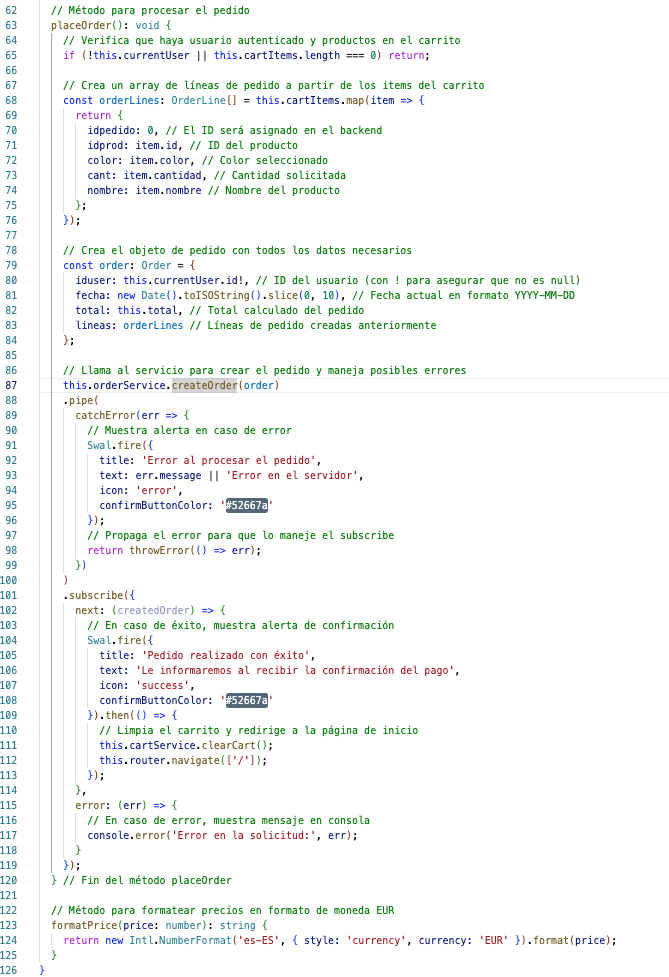 62 // Método para procesar el pedido
63 placeOrder(): void {
64 // Verifica que haya usuario autenticado y productos en el carrito
65 if (!this.currentUser || this.cartItems.length === 0) return;
66
67 // Crea un array de líneas de pedido a partir de los items del carrito
68 const orderLines: OrderLine[] = this.cartItems.map(item => {
69 return {
70 idpedido: 0, // El ID será asignado en el backend
71 idprod: item.id, // ID del producto
72 color: item.color, // Color seleccionado
73 cant: item.cantidad, // Cantidad solicitada
74 nombre: item.nombre // Nombre del producto
75 };
76 });
77
78 // Crea el objeto de pedido con todos los datos necesarios
79 const order: Order = {
80 iduser: this.currentUser.id!, // ID del usuario (con ! para asegurar que no es null)
81 fecha: new Date().toISOString().slice(0, 10), // Fecha actual en formato YYYY-MM-DD
82 total: this.total, // Total calculado del pedido
83 lineas: orderLines // Líneas de pedido creadas anteriormente
84 };
85
86 // Llama al servicio para crear el pedido y maneja posibles errores
87 this.orderService.createOrder(order)
88 .pipe(
89 catchError(err => {
90 // Muestra alerta en caso de error
91 Swal.fire({
92 title: 'Error al procesar el pedido',
93 text: err.message || 'Error en el servidor',
94 icon: 'error',
95 confirmButtonColor: '#52667a'
96 });
97 // Propaga el error para que lo maneje el subscribe
98 return throwError(() => err);
99 })
100 )
101 .subscribe({
102 next: (createdOrder) => {
103 // En caso de éxito, muestra alerta de confirmación
104 Swal.fire({
105 title: 'Pedido realizado con éxito',
106 text: 'Le informaremos al recibir la confirmación del pago',
107 icon: 'success',
108 confirmButtonColor: '#52667a'
109 }).then(() => {
110 // Limpia el carrito y redirige a la página de inicio
111 this.cartService.clearCart();
112 this.router.navigate(['/']);
113 });
114 },
115 error: (err) => {
116 // En caso de error, muestra mensaje en consola
117 console.error('Error en la solicitud:', err);
118 }
119 });
120 } // Fin del método placeOrder
121
122 // Método para formatear precios en formato de moneda EUR
123 formatPrice(price: number): string {
124 return new Intl.NumberFormat('es-ES', { style: 'currency', currency: 'EUR' }).format(price);
125 }
126 }